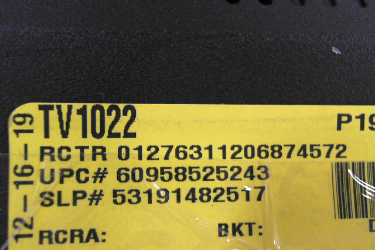 12-16-19
TV1022
P19
RCTR 01276311206874572
UPC# 60958525243
SLP# 53191482517
RCRA: BKT: